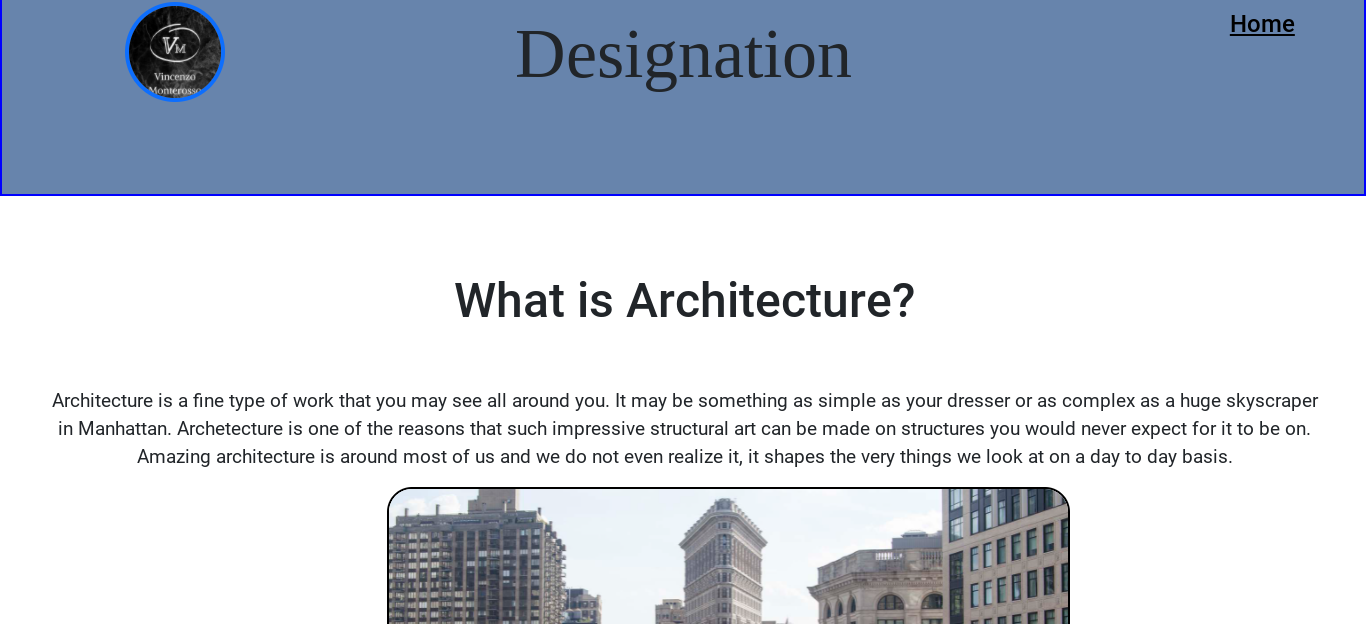 VM
Vincenzo
Monterosso
Designation
Home
What is Architecture?
Architecture is a fine type of work that you may see all around you. It may be something as simple as your dresser or as complex as a huge skyscraper
in Manhattan. Archetecture is one of the reasons that such impressive structural art can be made on structures you would never expect for it to be on.
Amazing architecture is around most of us and we do not even realize it, it shapes the very things we look at on a day to day basis.